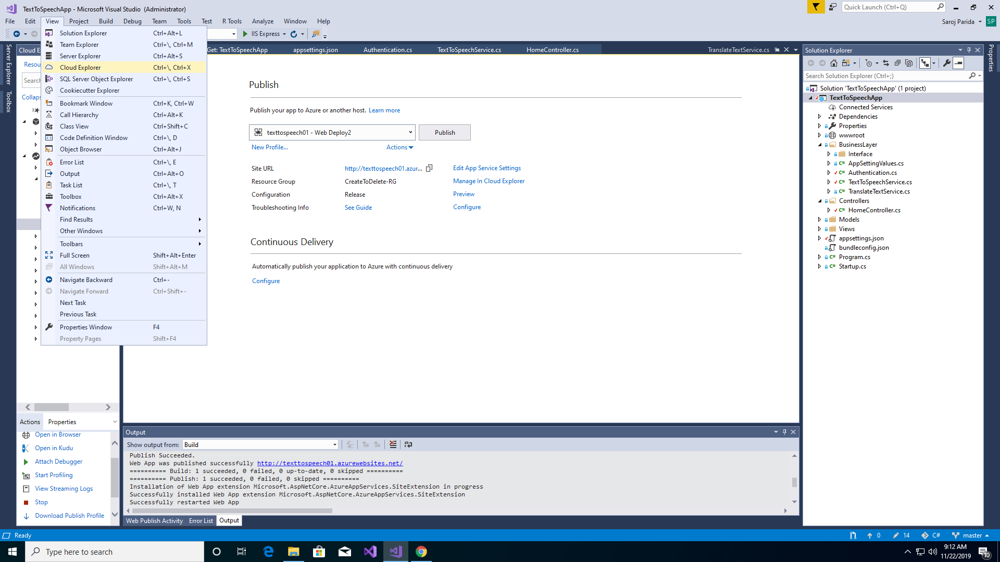 TextToSpeechApp - Microsoft Visual Studio (Administrator)
Quick Launch (Ctrl+Q)
File Edit View Project Build Debug Team Tools Test R Tools Analyze Window Help
Saroj Parida SP
IIS Express
Server Explorer
Toolbox
Cloud E
Resou
Search
Collaps
Solution Explorer Ctrl+Alt+L
Team Explorer Ctrl+\, Ctrl+M
Server Explorer Ctrl+Alt+S
Cloud Explorer Ctrl+\, Ctrl+X
SQL Server Object Explorer Ctrl+\, Ctrl+S
Cookiecutter Explorer
Bookmark Window Ctrl+K, Ctrl+W
Call Hierarchy Ctrl+Alt+K
Class View Ctrl+Shift+C
Code Definition Window Ctrl+\, D
Object Browser Ctrl+Alt+J
Error List Ctrl+\, E
Output Ctrl+Alt+O
Task List Ctrl+\, T
Toolbox Ctrl+Alt+X
Notifications Ctrl+W, N
Find Results
Other Windows
Toolbars
Full Screen Shift+Alt+Enter
All Windows Shift+Alt+M
Navigate Backward Ctrl+-
Navigate Forward Ctrl+Shift+-
Next Task
Previous Task
Properties Window F4
Property Pages Shift+F4
Actions Properties
Open in Browser
Open in Kudu
Attach Debugger
Start Profiling
View Streaming Logs
Stop
Download Publish Profile
Get: TextToSpeechApp appsettings.json Authentication.cs TextToSpeechService.cs HomeController.cs TranslateTextService.cs
Publish
Publish your app to Azure or another host. Learn more
texttospeech01 - Web Deploy2 Publish
New Profile... Actions
Site URL http://texttospeech01.azur... Edit App Service Settings
Resource Group CreateToDelete-RG Manage In Cloud Explorer
Configuration Release Preview
Troubleshooting Info See Guide Configure
Continuous Delivery
Automatically publish your application to Azure with continuous delivery
Configure
Output
Show output from: Build
Publish Succeeded.
Web App was published successfully http://texttospeech01.azurewebsites.net/
========== Build: 1 succeeded, 0 failed, 0 up-to-date, 0 skipped ==========
========== Publish: 1 succeeded, 0 failed, 0 skipped ==========
Installation of Web App extension Microsoft.AspNetCore.AzureAppServices.SiteExtension in progress
Successfully installed Web App extension Microsoft.AspNetCore.AzureAppServices.SiteExtension
Successfully restarted Web App
Web Publish Activity Error List Output
Solution Explorer
Search Solution Explorer (Ctrl+;)
Solution 'TextToSpeechApp' (1 project)
TextToSpeechApp
Connected Services
Dependencies
Properties
wwwroot
BusinessLayer
Interface
C# AppSettingValues.cs
C# Authentication.cs
C# TextToSpeechService.cs
C# TranslateTextService.cs
Controllers
C# HomeController.cs
Models
Views
appsettings.json
bundleconfig.json
C# Program.cs
C# Startup.cs
Properties
Ready
0 14 C# master
Type here to search
9:12 AM
11/22/2019
10